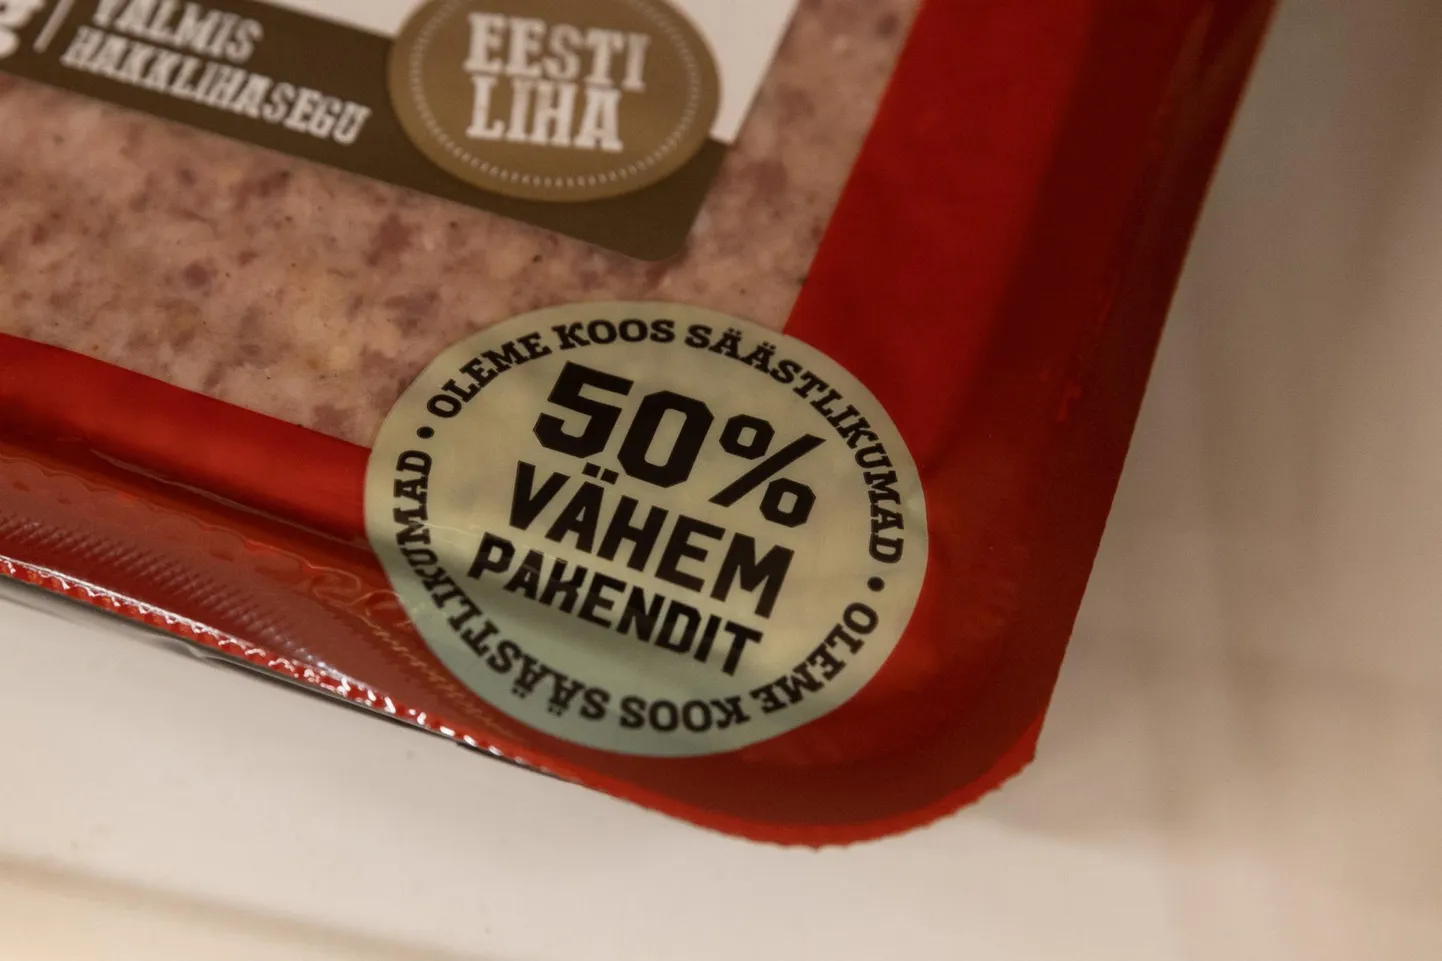 VALMIS
HAKKLIHASEGU
EESTI
LIHA
OLEME KOOS SÄÄSTLIKUMAD • OLEME KOOS SÄÄSTLIKUMAD •
50%
VÄHEM
PAKENDIT